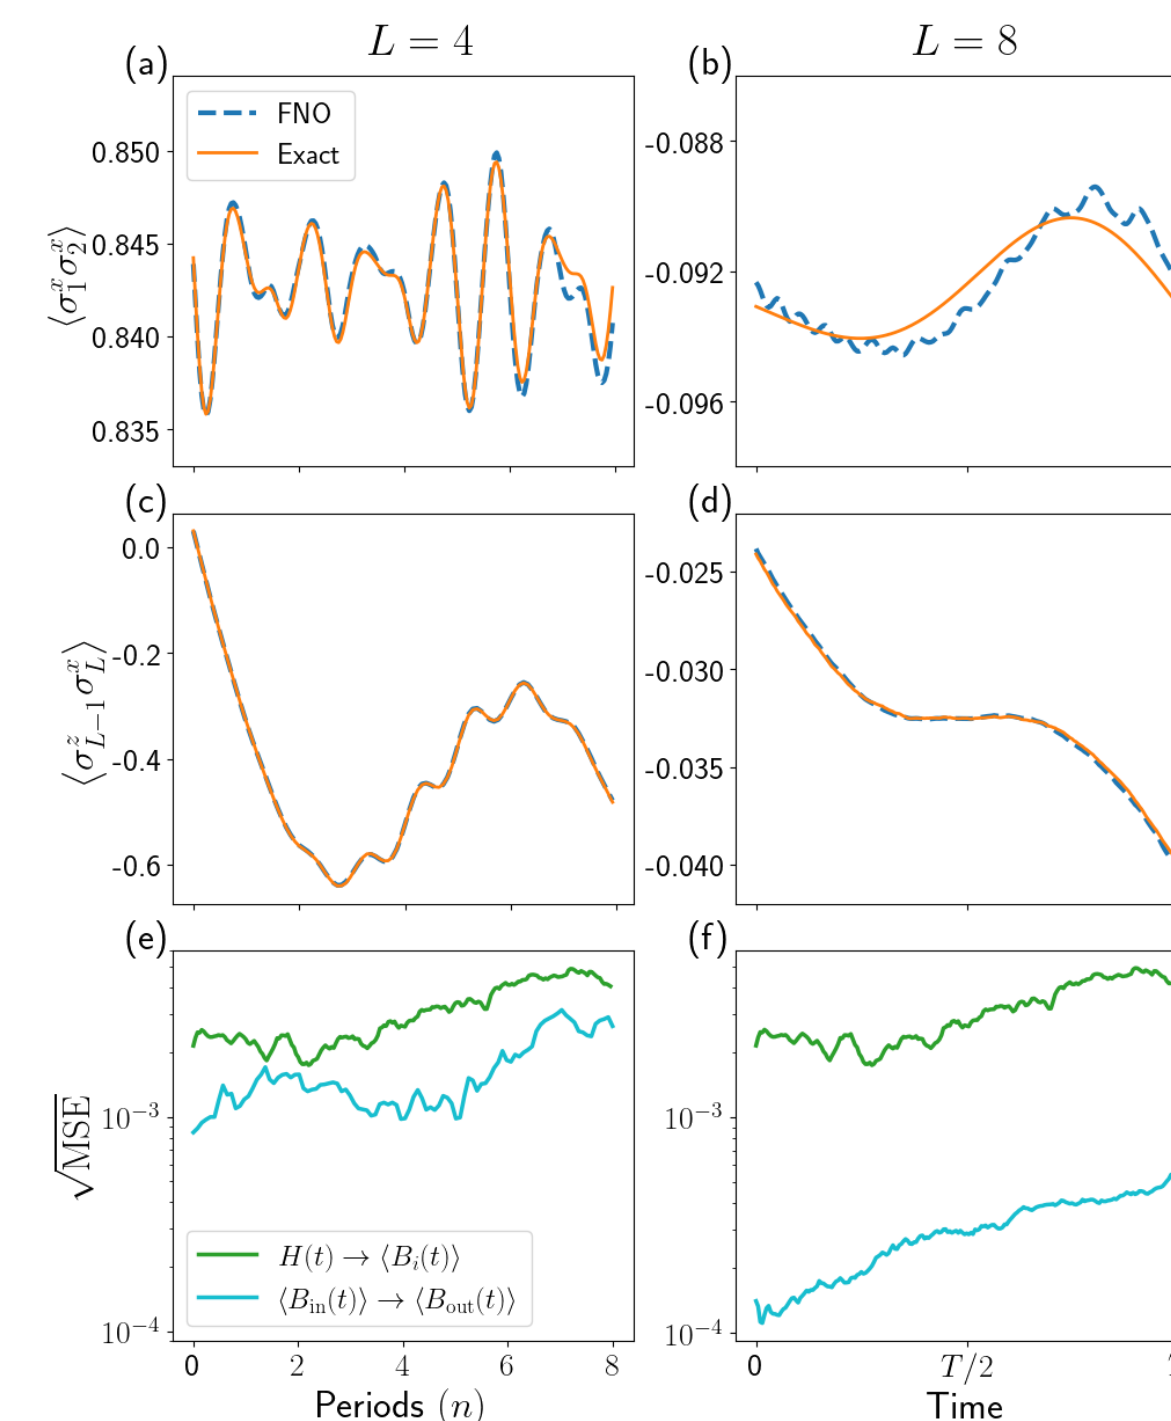 L = 4
L = 8
(a)
(b)
FNO
Exact
0.850
0.845
0.840
0.835
⟨σ₁ˣσ₂ˣ⟩
-0.088
-0.092
-0.096
(c)
(d)
0.0
-0.2
-0.4
-0.6
⟨σᶻ_{L−1}σˣ_L⟩
-0.025
-0.030
-0.035
-0.040
(e)
(f)
√MSE
10⁻³
10⁻⁴
H(t) → ⟨B_i(t)⟩
⟨B_in(t)⟩ → ⟨B_out(t)⟩
10⁻³
10⁻⁴
0 2 4 6 8
Periods (n)
0 T/2
Time